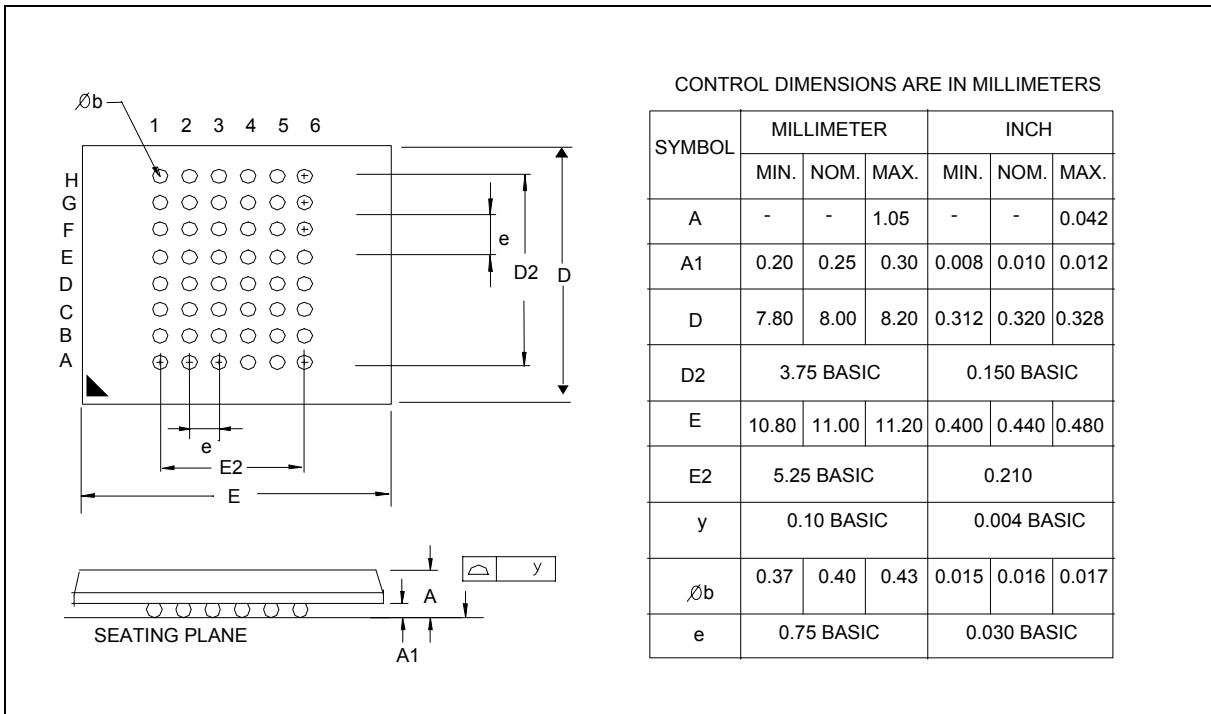 Øb
1 2 3 4 5 6
H
G
F
E
D
C
B
A
e
D2
D
e
E2
E
A
y
SEATING PLANE
A1
CONTROL DIMENSIONS ARE IN MILLIMETERS
SYMBOL MILLIMETER INCH
MIN. NOM. MAX. MIN. NOM. MAX.
A - - 1.05 - - 0.042
A1 0.20 0.25 0.30 0.008 0.010 0.012
D 7.80 8.00 8.20 0.312 0.320 0.328
D2 3.75 BASIC 0.150 BASIC
E 10.80 11.00 11.20 0.400 0.440 0.480
E2 5.25 BASIC 0.210
y 0.10 BASIC 0.004 BASIC
Øb 0.37 0.40 0.43 0.015 0.016 0.017
e 0.75 BASIC 0.030 BASIC